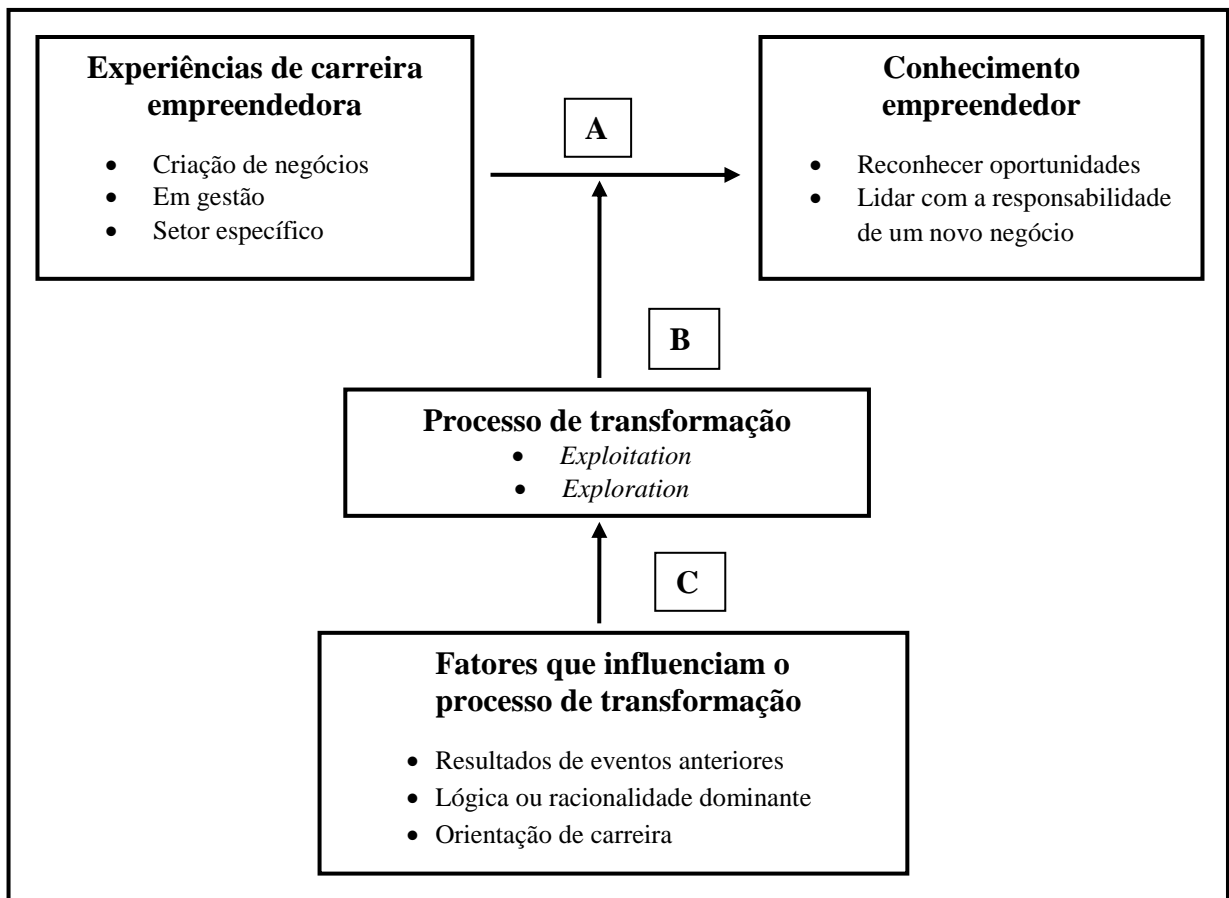 Experiências de carreira
empreendedora
• Criação de negócios
• Em gestão
• Setor específico
A
Conhecimento
empreendedor
• Reconhecer oportunidades
• Lidar com a responsabilidade
de um novo negócio
B
Processo de transformação
• Exploitation
• Exploration
C
Fatores que influenciam o
processo de transformação
• Resultados de eventos anteriores
• Lógica ou racionalidade dominante
• Orientação de carreira